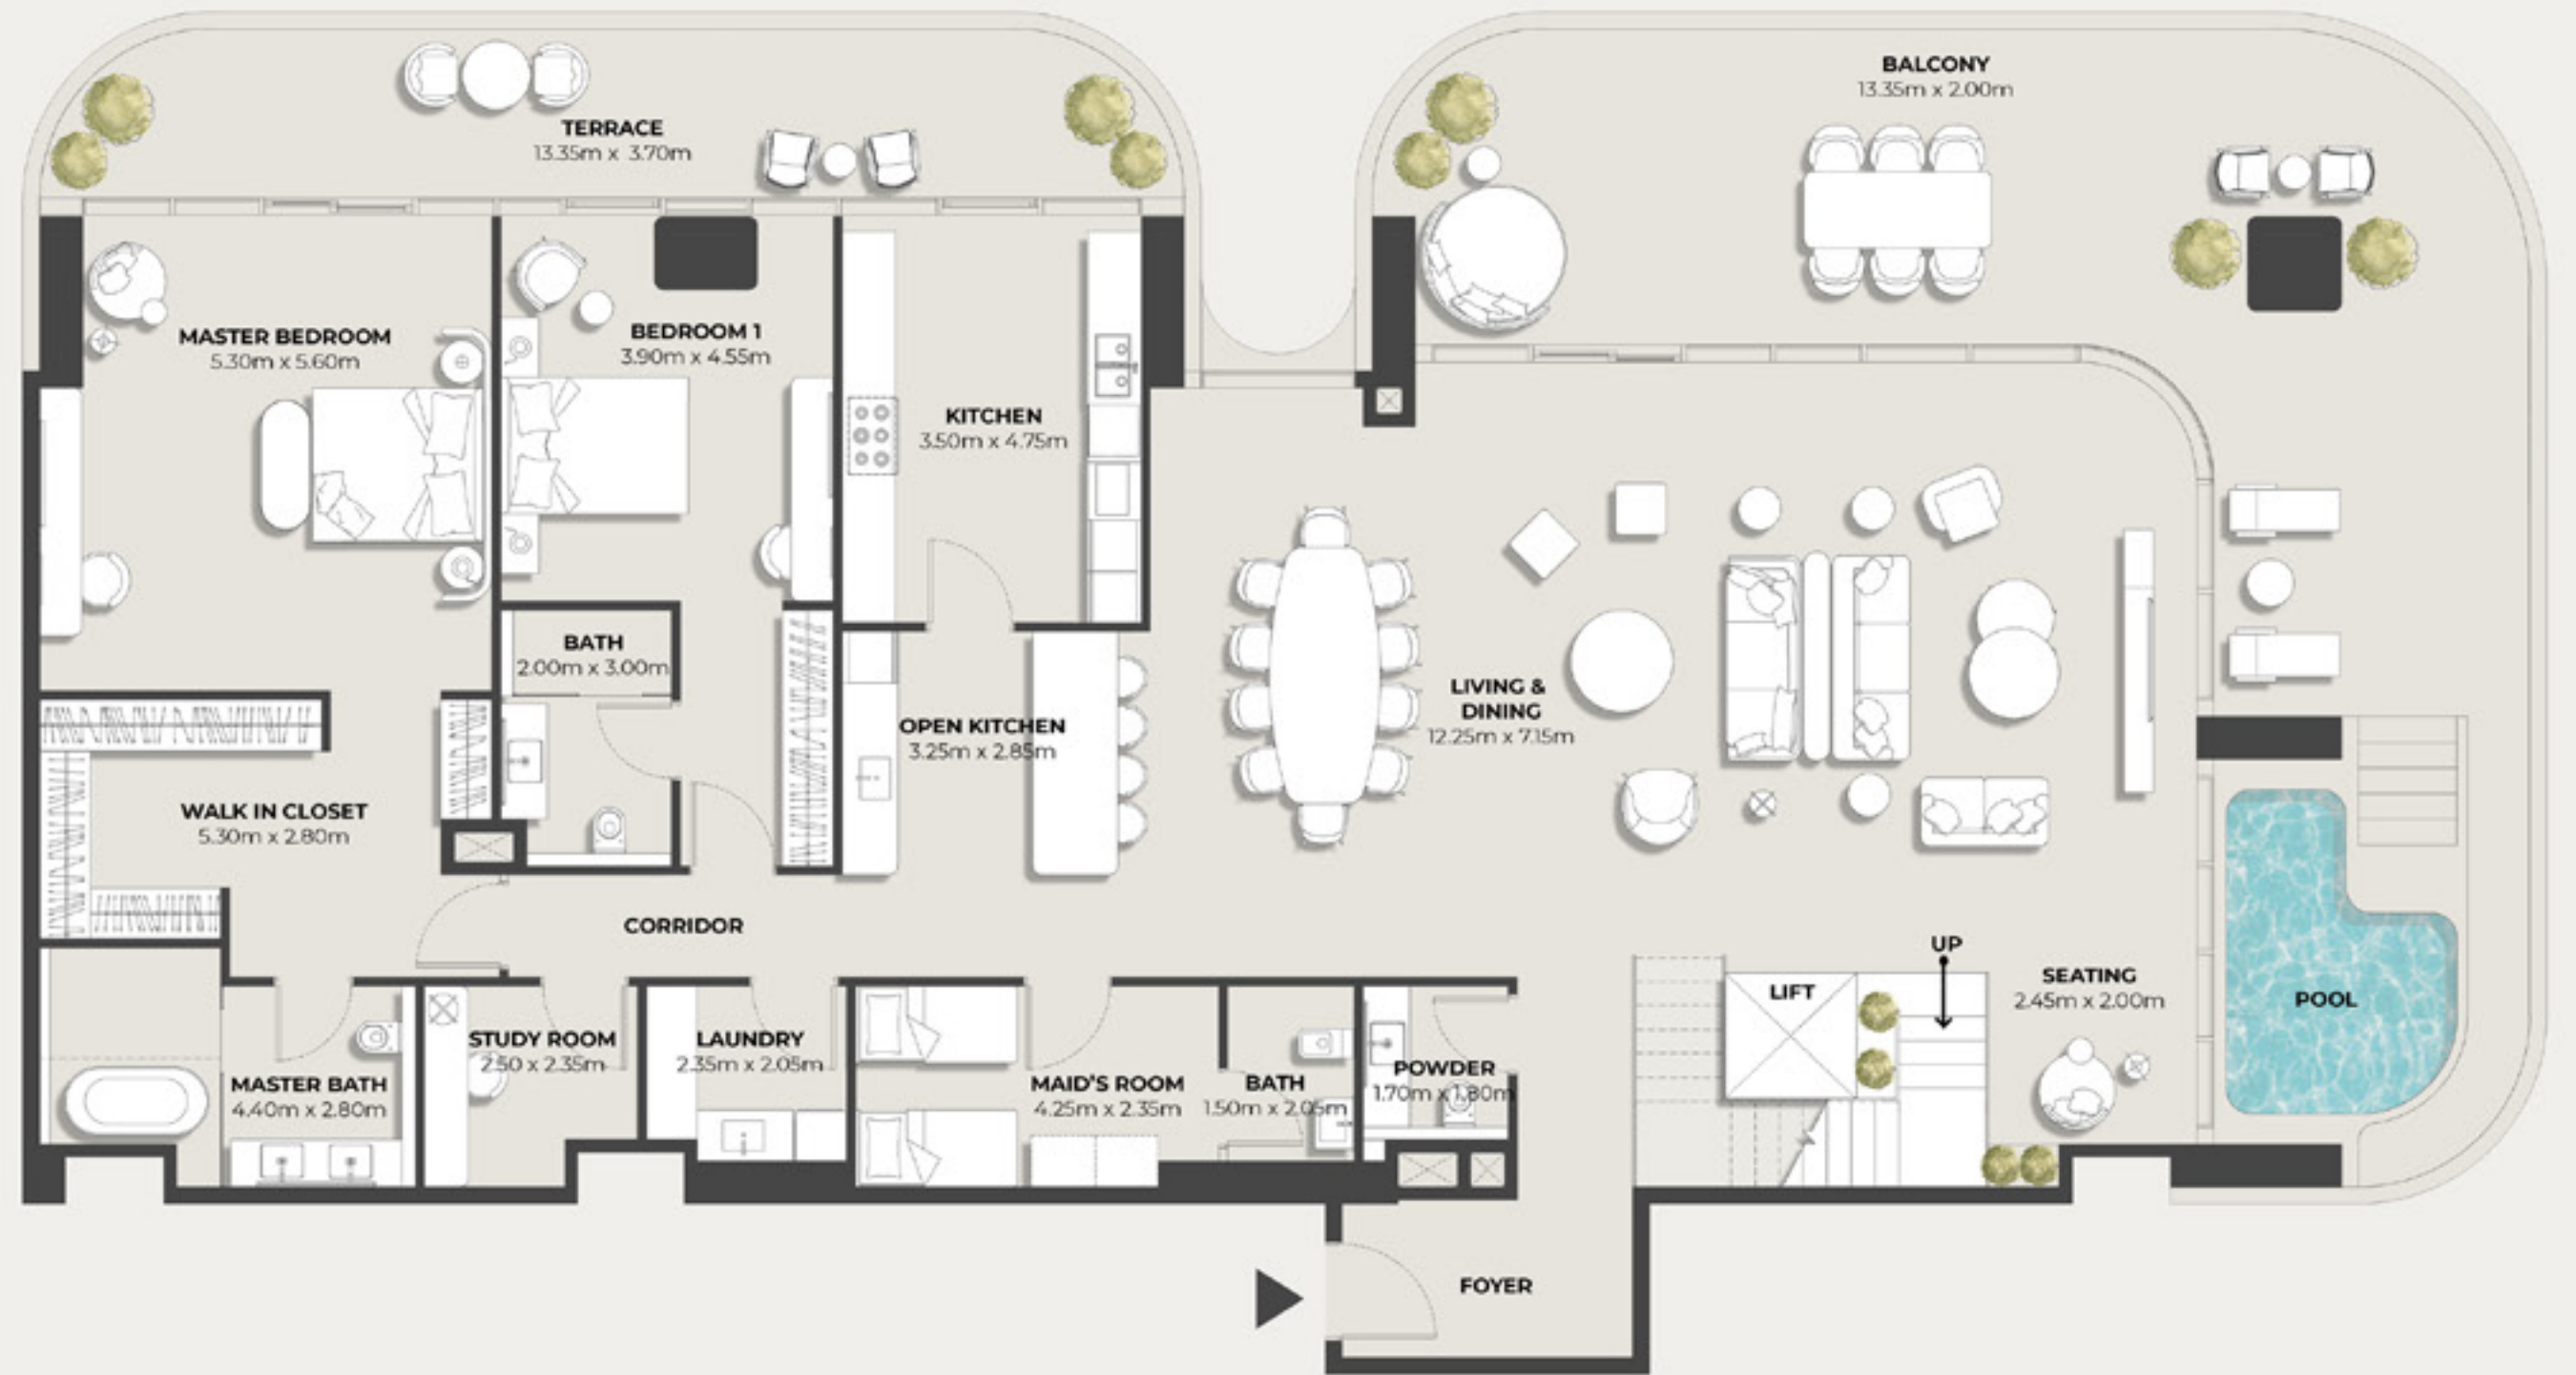 BALCONY
13.35m x 2.00m
TERRACE
13.35m x 3.70m
MASTER BEDROOM
5.30m x 5.60m
BEDROOM 1
3.90m x 4.55m
KITCHEN
3.50m x 4.75m
BATH
2.00m x 3.00m
OPEN KITCHEN
3.25m x 2.85m
LIVING &
DINING
12.25m x 7.15m
WALK IN CLOSET
5.30m x 2.80m
CORRIDOR
UP
LIFT
SEATING
2.45m x 2.00m
POOL
STUDY ROOM
2.50 x 2.35m
LAUNDRY
2.35m x 2.05m
MASTER BATH
4.40m x 2.80m
MAID'S ROOM
4.25m x 2.35m
BATH
1.50m x 2.05m
POWDER
1.70m x 1.80m
FOYER